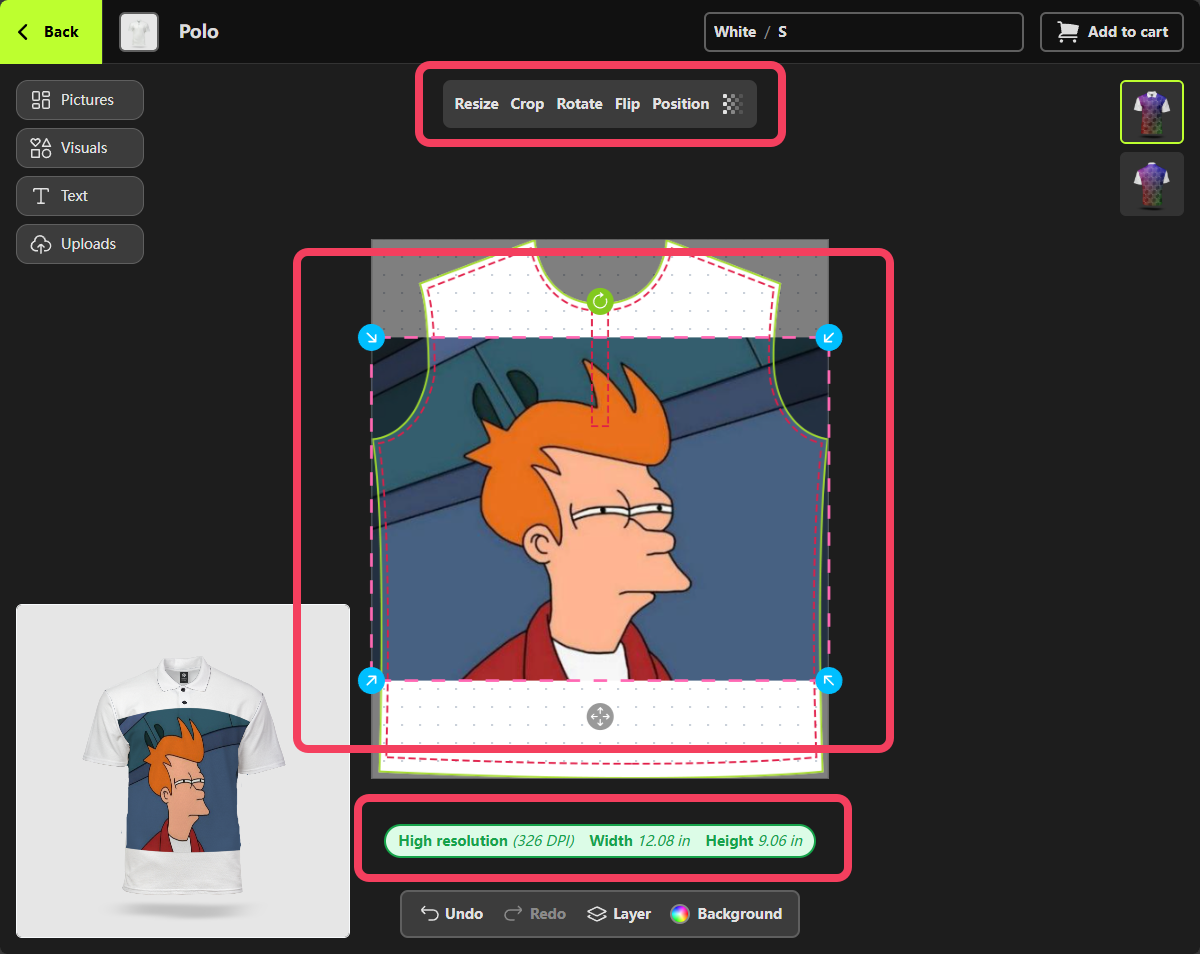 Back
Polo
White / S
Add to cart
Resize Crop Rotate Flip Position
Pictures
Visuals
Text
Uploads
High resolution (326 DPI) Width 12.08 in Height 9.06 in
Undo Redo Layer Background